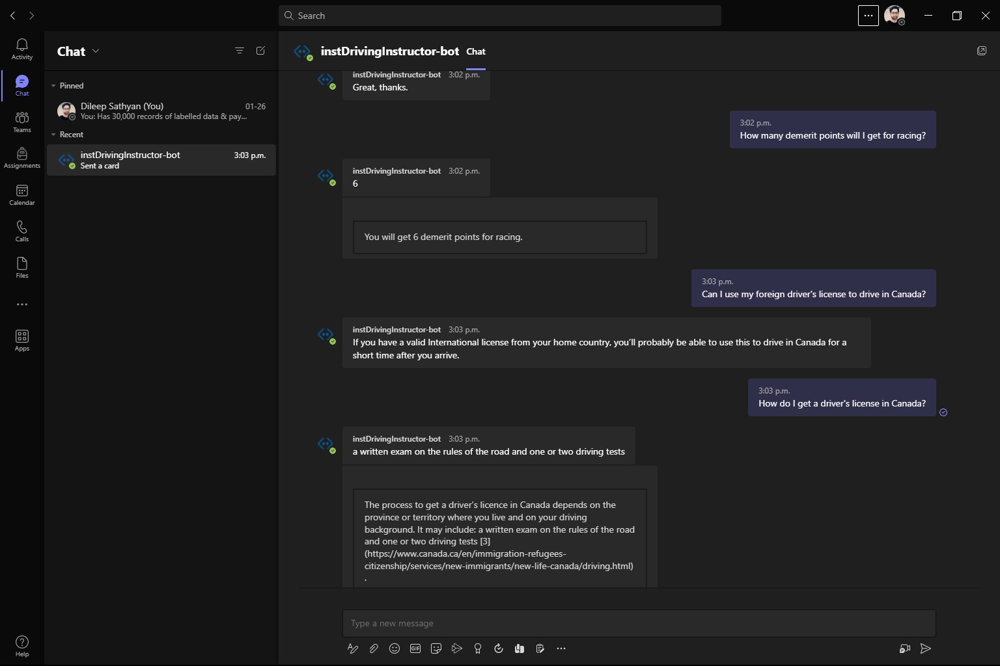 Search
Activity
Chat
Teams
Assignments
Calendar
Calls
Files
Apps
Help
Chat
Pinned
Dileep Sathyan (You) 01-26
You: Has 30,000 records of labelled data & pay...
Recent
instDrivingInstructor-bot 3:03 p.m.
Sent a card
instDrivingInstructor-bot Chat
instDrivingInstructor-bot 3:02 p.m.
Great, thanks.
3:02 p.m.
How many demerit points will I get for racing?
instDrivingInstructor-bot 3:02 p.m.
6
You will get 6 demerit points for racing.
3:03 p.m.
Can I use my foreign driver's license to drive in Canada?
instDrivingInstructor-bot 3:03 p.m.
If you have a valid International license from your home country, you’ll probably be able to use this to drive in Canada for a
short time after you arrive.
3:03 p.m.
How do I get a driver's license in Canada?
instDrivingInstructor-bot 3:03 p.m.
a written exam on the rules of the road and one or two driving tests
The process to get a driver’s licence in Canada depends on the
province or territory where you live and on your driving
background. It may include: a written exam on the rules of the road
and one or two driving tests [3]
(https://www.canada.ca/en/immigration-refugees-
citizenship/services/new-immigrants/new-life-canada/driving.html)
.
Type a new message
GIF